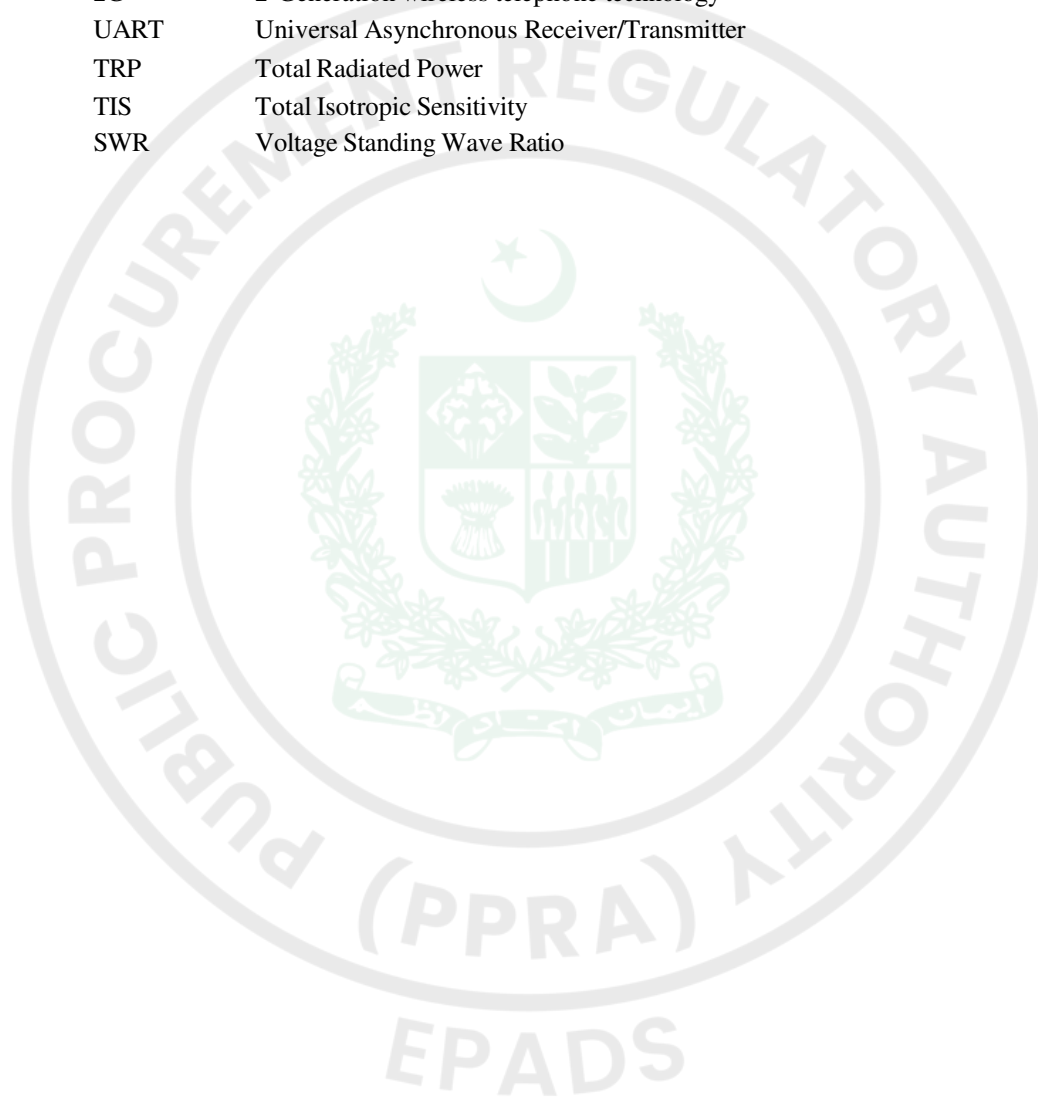 UART Universal Asynchronous Receiver/Transmitter
TRP Total Radiated Power
TIS Total Isotropic Sensitivity
SWR Voltage Standing Wave Ratio
PUBLIC PROCUREMENT REGULATORY AUTHORITY
(PPRA)
EPADS